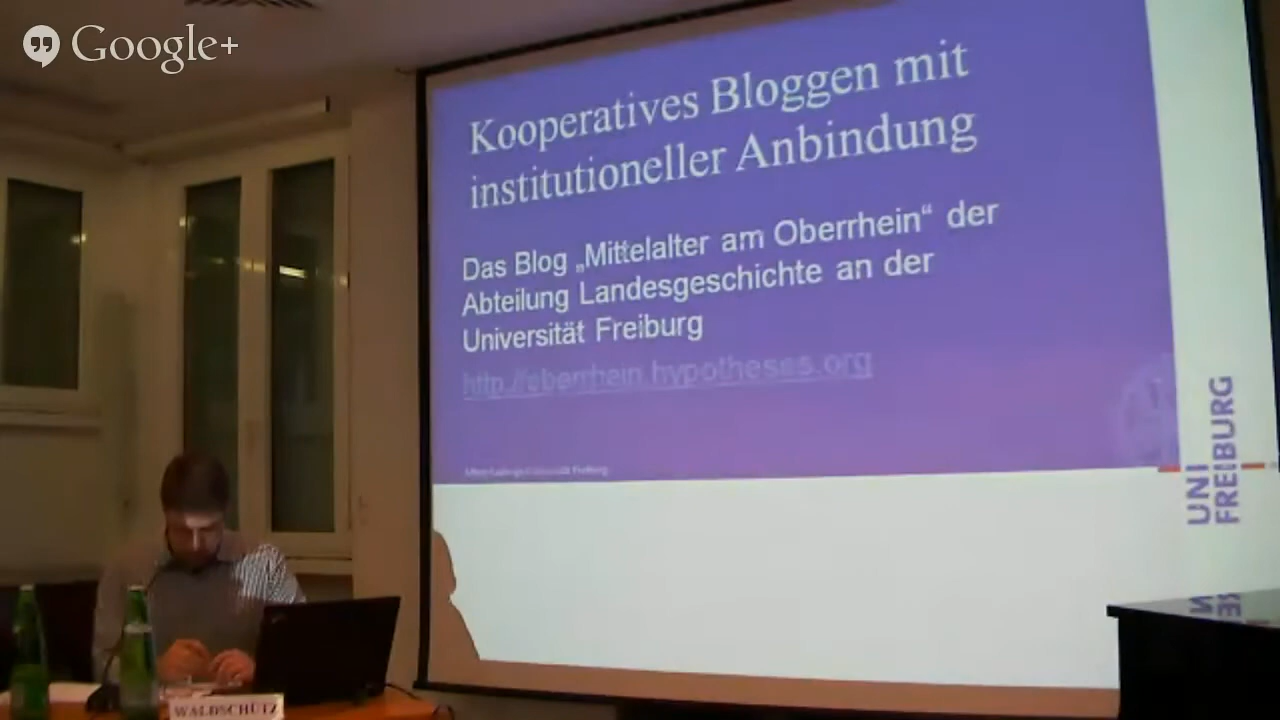 Google+
Kooperatives Bloggen mit
institutioneller Anbindung
Das Blog „Mittelalter am Oberrhein“ der
Abteilung Landesgeschichte an der
Universität Freiburg
http://oberrhein.hypotheses.org
UNI
FREIBURG
WALDSCHÜTZ